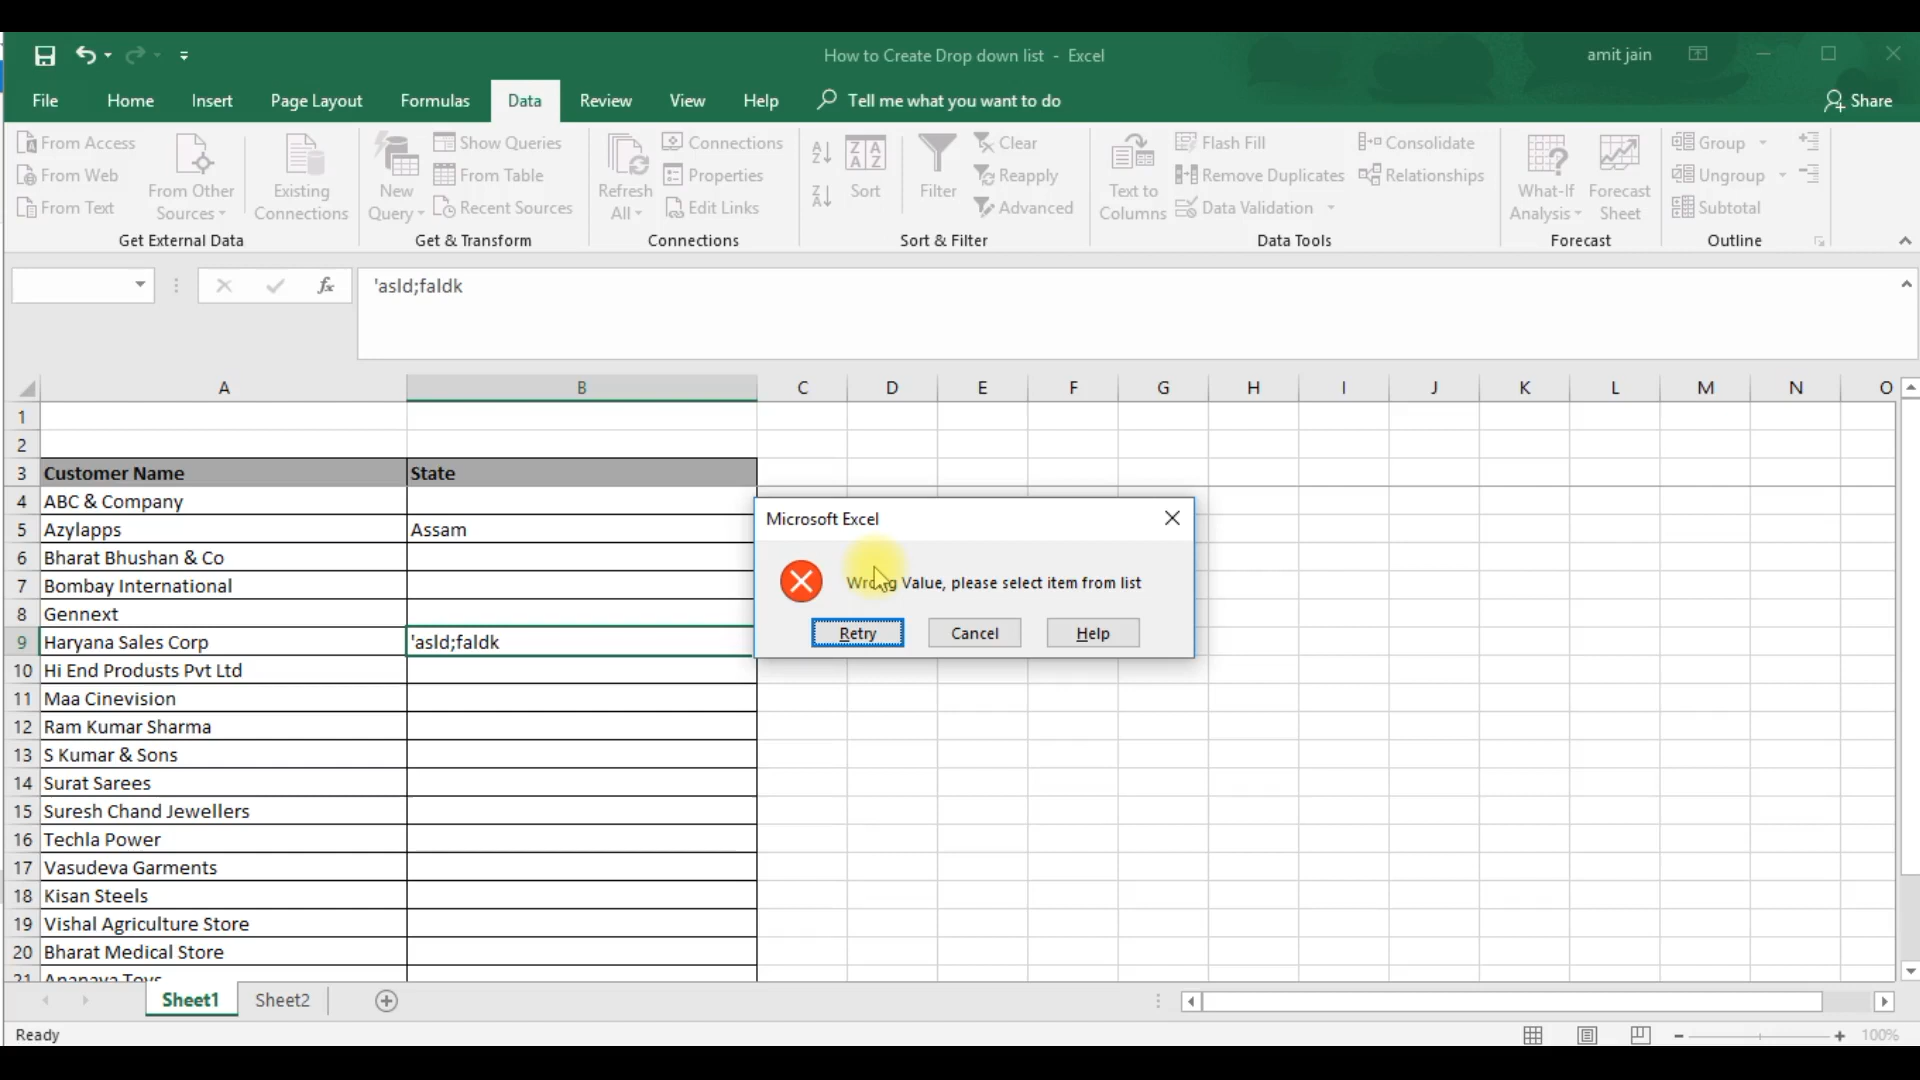 How to Create Drop down list - Excel
amit jain
File Home Insert Page Layout Formulas Data Review View Help Tell me what you want to do Share
From Access
From Web
From Text
From Other Sources
Existing Connections
Get External Data
New Query
Show Queries
From Table
Recent Sources
Get & Transform
Refresh All
Connections
Properties
Edit Links
Connections
Sort
Filter
Clear
Reapply
Advanced
Sort & Filter
Text to Columns
Flash Fill
Remove Duplicates
Data Validation
Consolidate
Relationships
Data Tools
What-If Analysis
Forecast Sheet
Forecast
Group
Ungroup
Subtotal
Outline
fx 'asld;faldk
A B C D E F G H I J K L M N O
1
2
3 Customer Name State
4 ABC & Company
5 Azylapps Assam
6 Bharat Bhushan & Co
7 Bombay International
8 Gennext
9 Haryana Sales Corp 'asld;faldk
10 Hi End Produsts Pvt Ltd
11 Maa Cinevision
12 Ram Kumar Sharma
13 S Kumar & Sons
14 Surat Sarees
15 Suresh Chand Jewellers
16 Techla Power
17 Vasudeva Garments
18 Kisan Steels
19 Vishal Agriculture Store
20 Bharat Medical Store
21 Ananaya Toys
Microsoft Excel
Wrong Value, please select item from list
Retry Cancel Help
Sheet1 Sheet2
Ready
100%